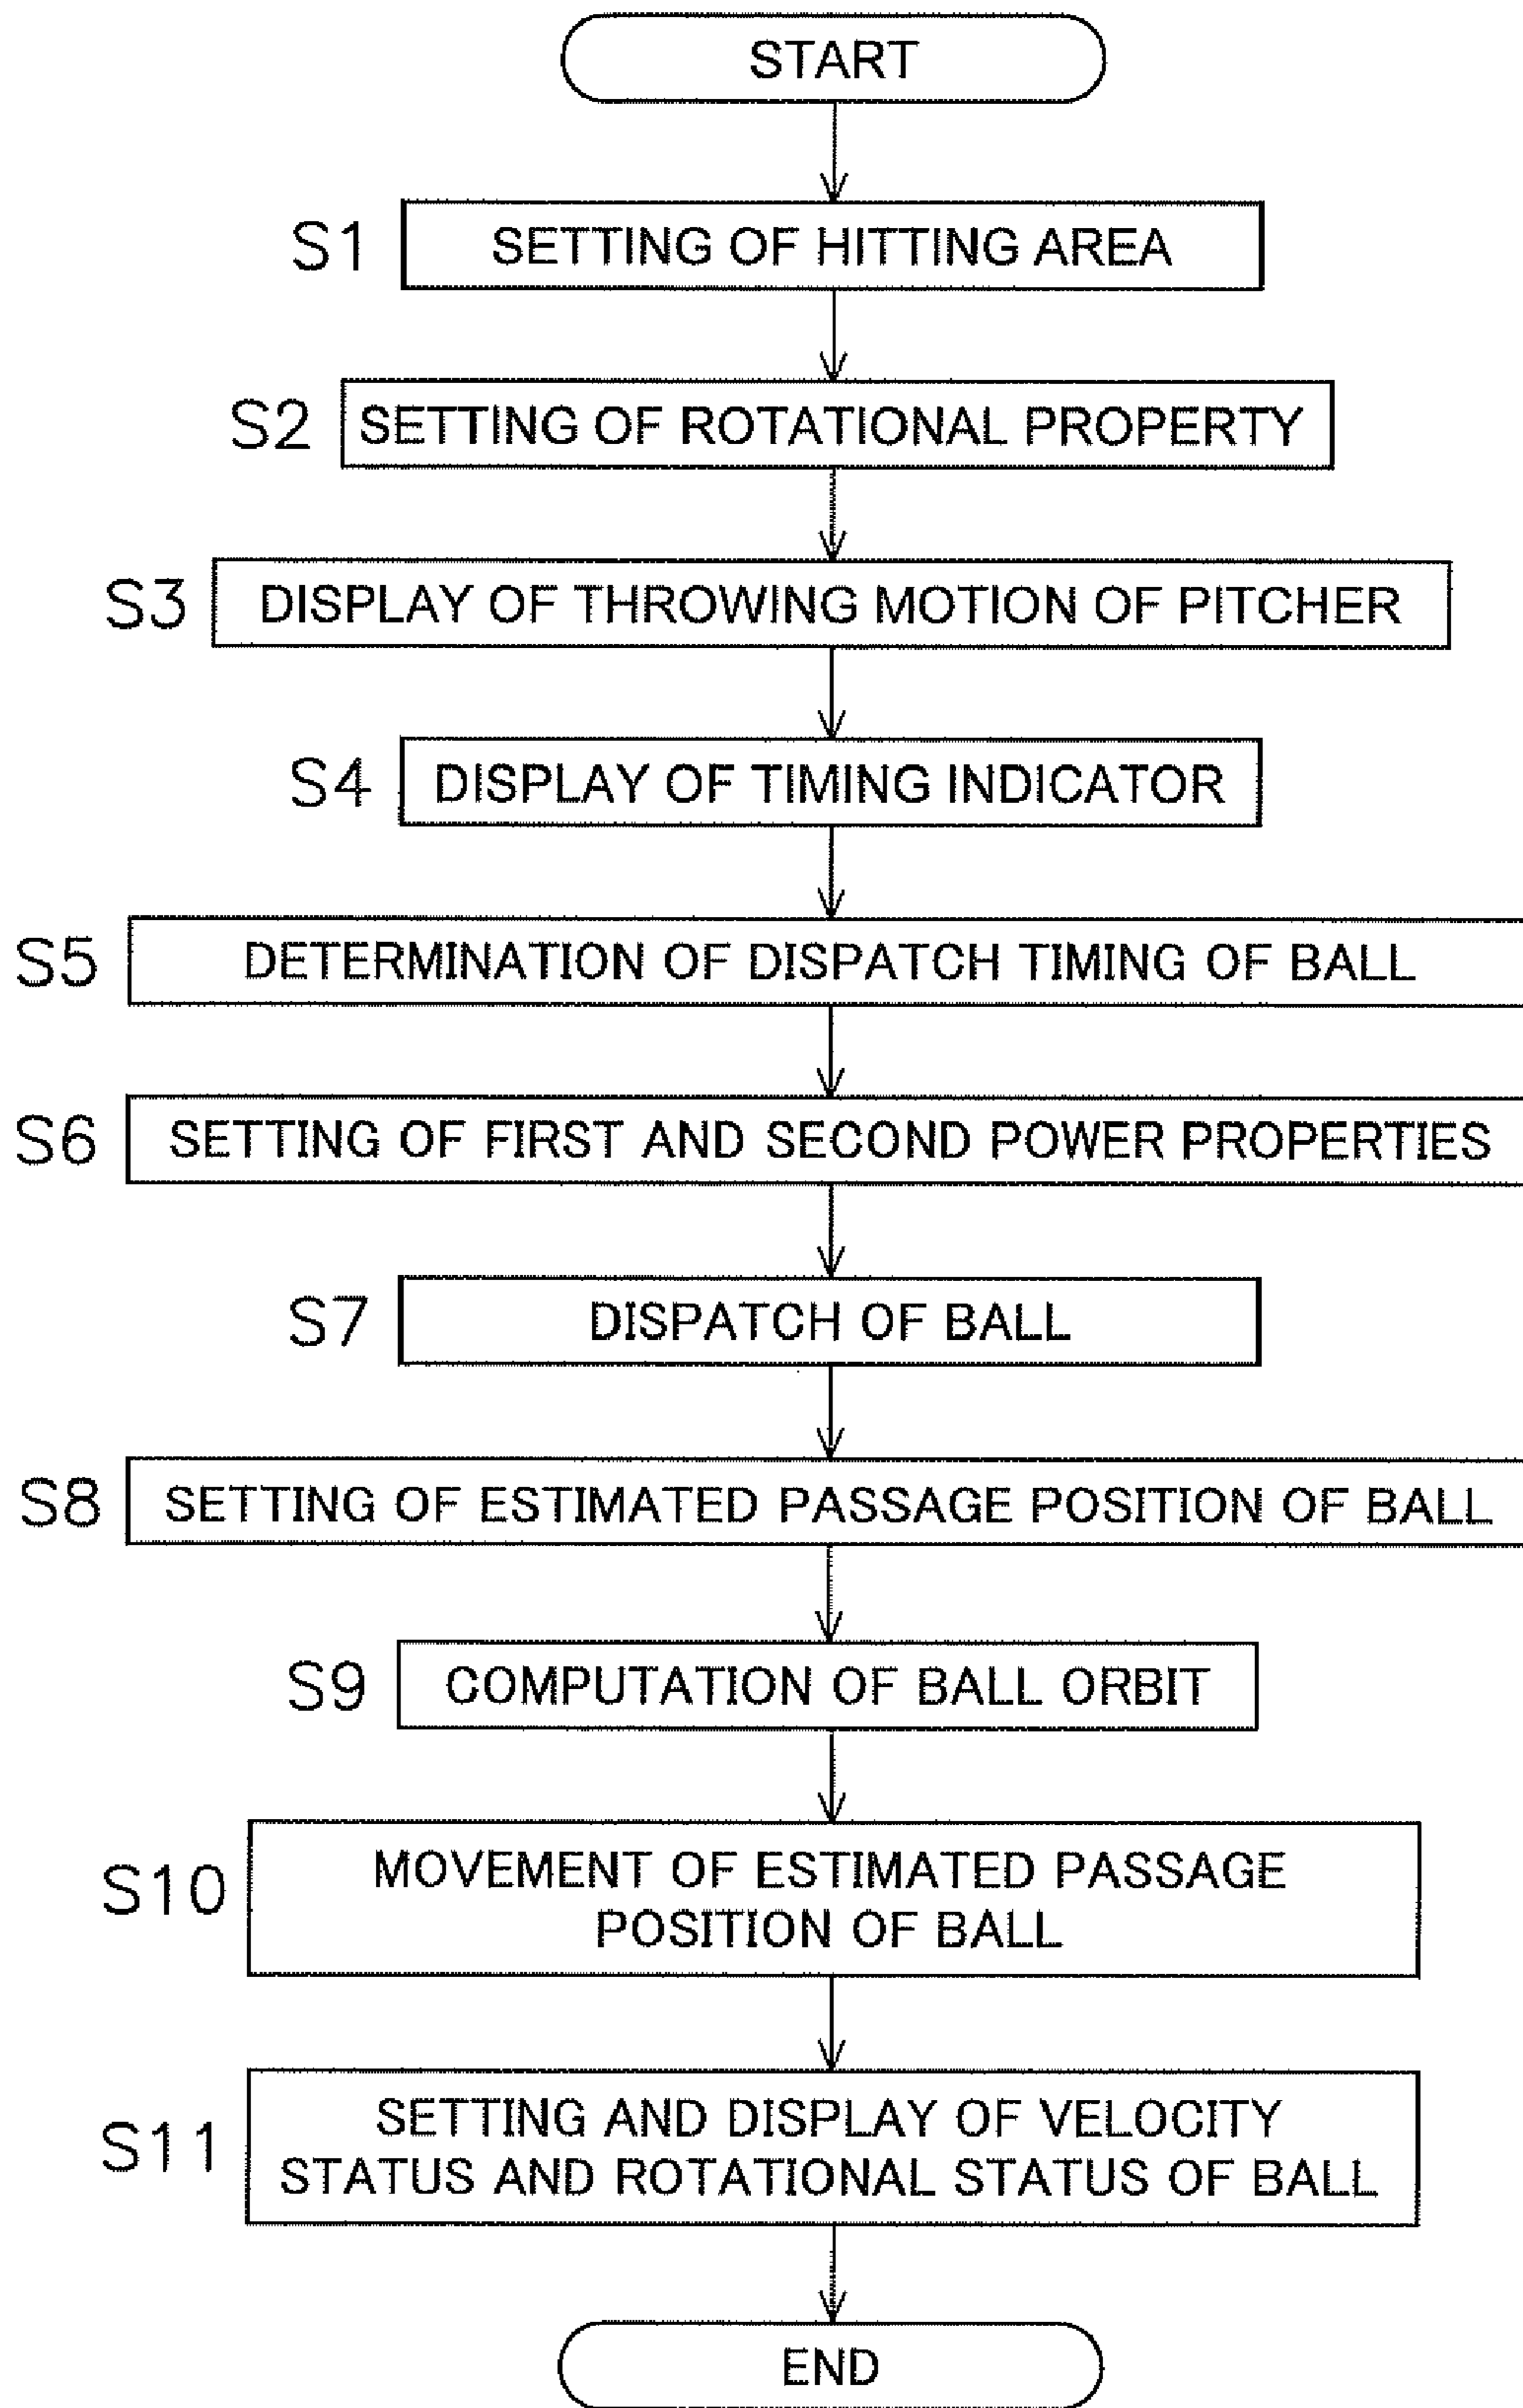 START
S1 SETTING OF HITTING AREA
S2 SETTING OF ROTATIONAL PROPERTY
S3 DISPLAY OF THROWING MOTION OF PITCHER
S4 DISPLAY OF TIMING INDICATOR
S5 DETERMINATION OF DISPATCH TIMING OF BALL
S6 SETTING OF FIRST AND SECOND POWER PROPERTIES
S7 DISPATCH OF BALL
S8 SETTING OF ESTIMATED PASSAGE POSITION OF BALL
S9 COMPUTATION OF BALL ORBIT
S10 MOVEMENT OF ESTIMATED PASSAGE
POSITION OF BALL
S11 SETTING AND DISPLAY OF VELOCITY
STATUS AND ROTATIONAL STATUS OF BALL
END